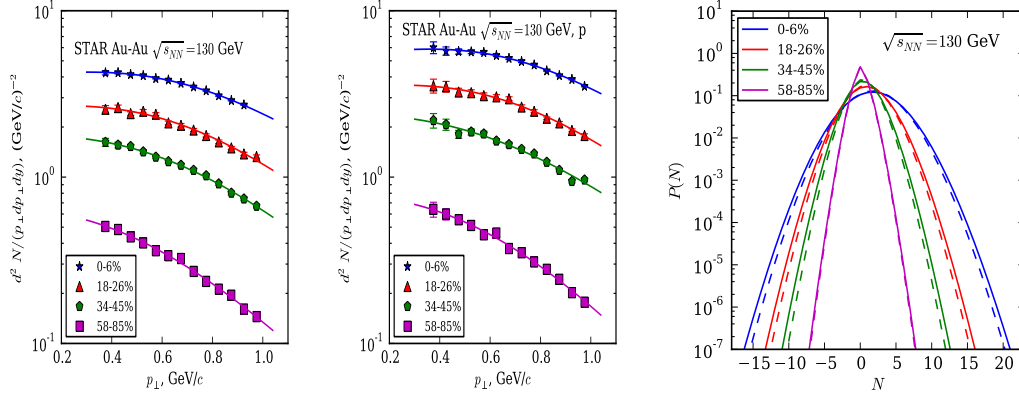 STAR Au-Au √s_NN = 130 GeV
d² N/(p⊥dp⊥dy), (GeV/c)⁻²
10¹
10⁰
10⁻¹
0-6%
18-26%
34-45%
58-85%
0.2 0.4 0.6 0.8 1.0
p⊥, GeV/c
STAR Au-Au √s_NN = 130 GeV, p
d² N/(p⊥dp⊥dy), (GeV/c)⁻²
10¹
10⁰
10⁻¹
0-6%
18-26%
34-45%
58-85%
0.2 0.4 0.6 0.8 1.0
p⊥, GeV/c
0-6%
18-26%
34-45%
58-85%
√s_NN = 130 GeV
P(N)
10¹
10⁰
10⁻¹
10⁻²
10⁻³
10⁻⁴
10⁻⁵
10⁻⁶
10⁻⁷
−15 −10 −5 0 5 10 15 20
N